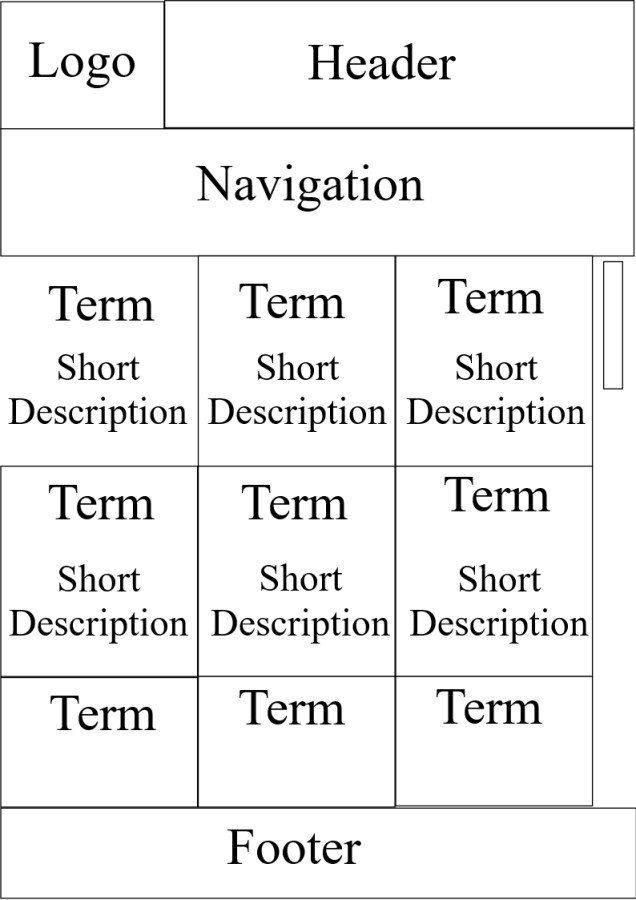 Logo
Header
Navigation
Term
Short
Description
Term
Short
Description
Term
Short
Description
Term
Short
Description
Term
Short
Description
Term
Short
Description
Term
Term
Term
Footer